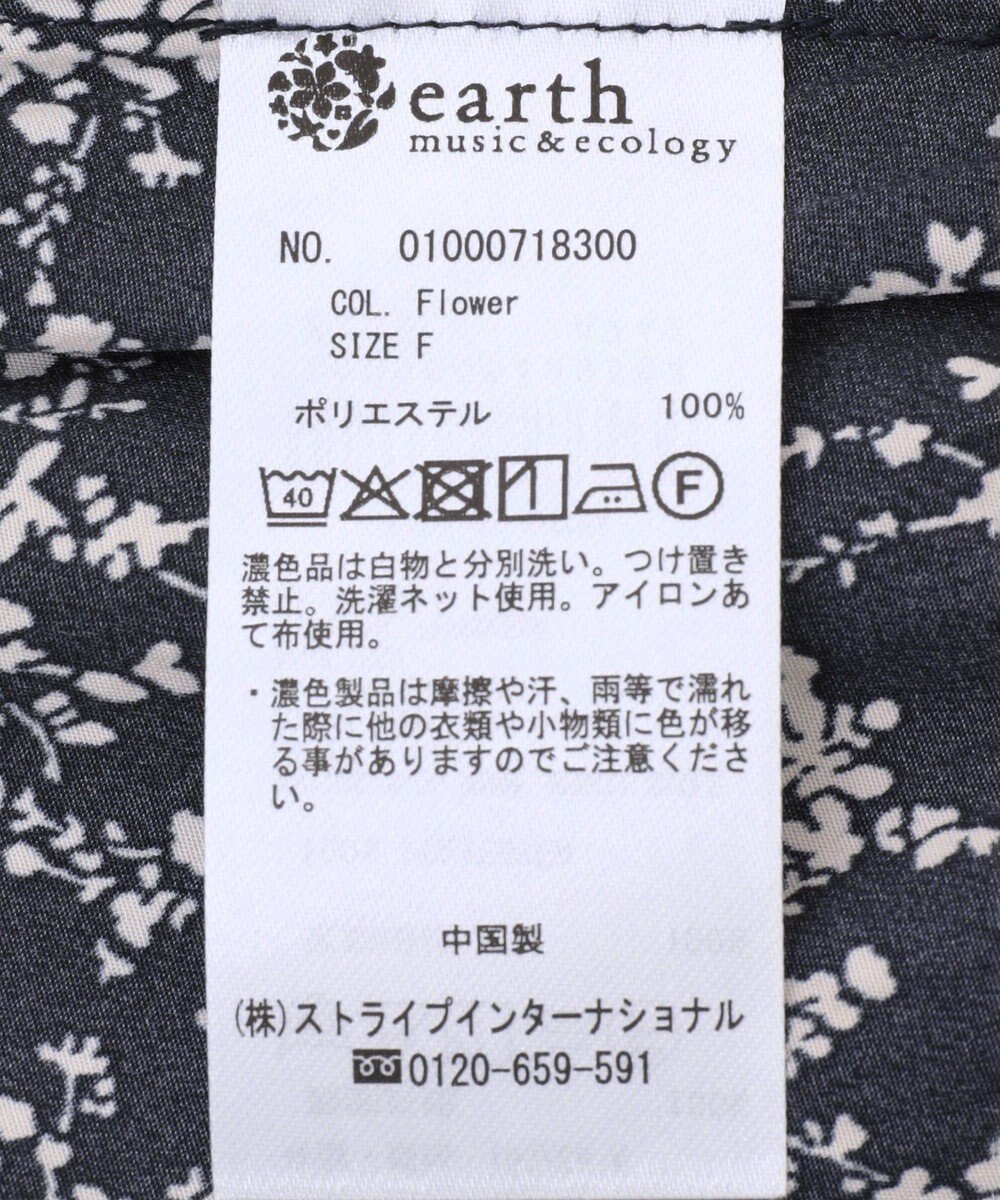 earth
music & ecology
NO. 01000718300
COL. Flower
SIZE F
ポリエステル 100%
40 F
濃色品は白物と分別洗い。つけ置き
禁止。洗濯ネット使用。アイロンあ
て布使用。
・濃色製品は摩擦や汗、雨等で濡れ
た際に他の衣類や小物類に色が移
る事がありますのでご注意くださ
い。
中国製
(株)ストライプインターナショナル
0120-659-591